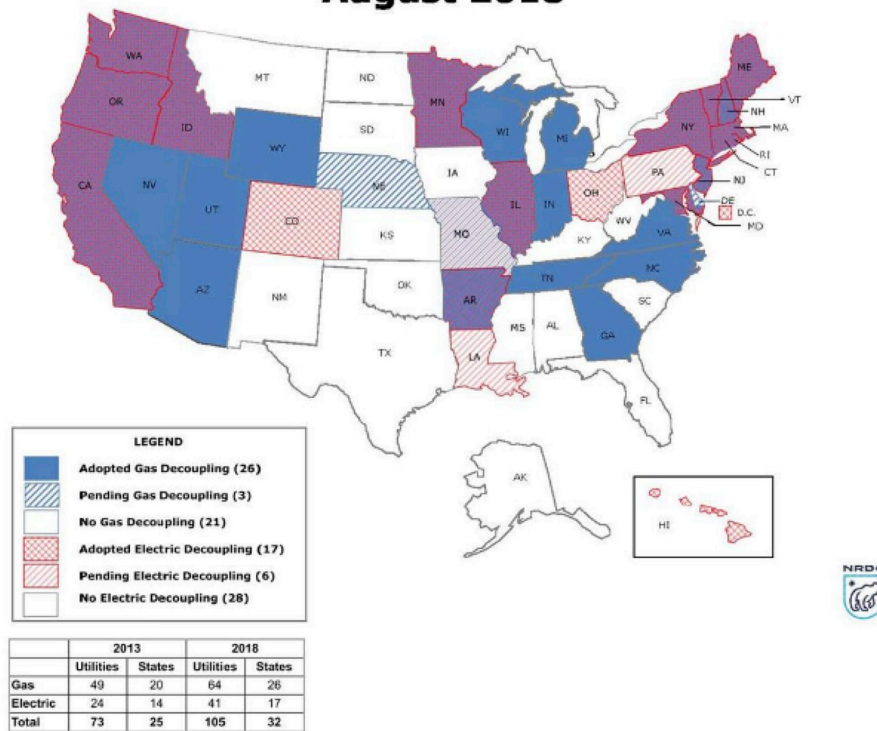 August 2018
WA
MT
ND
MN
ME
VT
OR
ID
SD
WI
MI
NY
NH
MA
WY
RI
CT
CA
NV
UT
NE
IA
PA
NJ
CO
IL
IN
OH
DE
D.C.
MD
KS
MO
KY
WV
VA
AZ
NM
OK
AR
TN
NC
TX
LA
MS
AL
GA
SC
FL
AK
HI
LEGEND
Adopted Gas Decoupling (26)
Pending Gas Decoupling (3)
No Gas Decoupling (21)
Adopted Electric Decoupling (17)
Pending Electric Decoupling (6)
No Electric Decoupling (28)
2013 2018
Utilities States Utilities States
Gas 49 20 64 26
Electric 24 14 41 17
Total 73 25 105 32